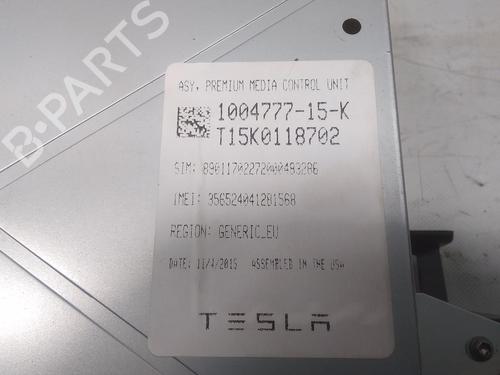 B-PARTS
ASY, PREMIUM MEDIA CONTROL UNIT
1004777-15-K
T15K0118702
SIM: 89011702272000493286
IMEI: 356524041281568
REGION: GENERIC_EU
DATE: 11/4/2015 ASSEMBLED IN THE USA
TESLA